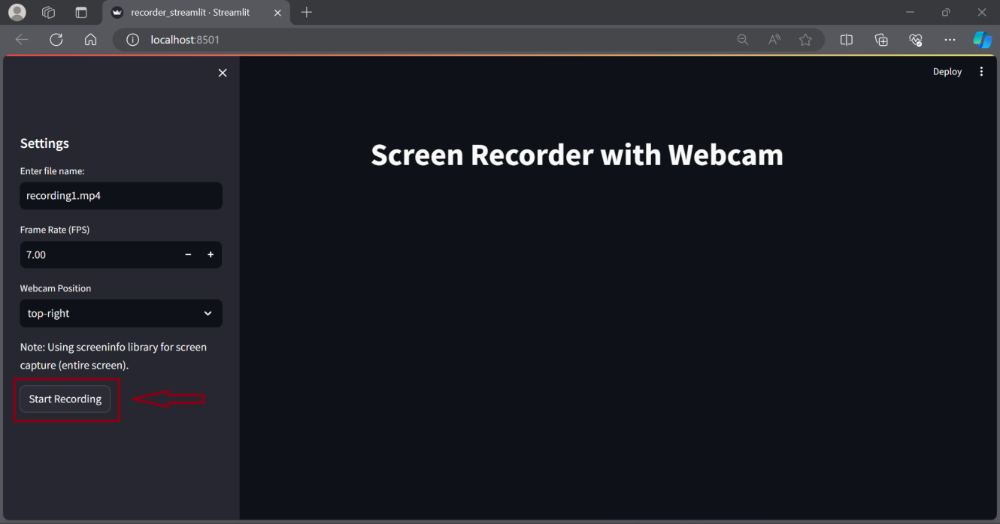 recorder_streamlit · Streamlit
localhost:8501
Deploy
Settings
Enter file name:
recording1.mp4
Frame Rate (FPS)
7.00
Webcam Position
top-right
Note: Using screeninfo library for screen
capture (entire screen).
Start Recording
Screen Recorder with Webcam